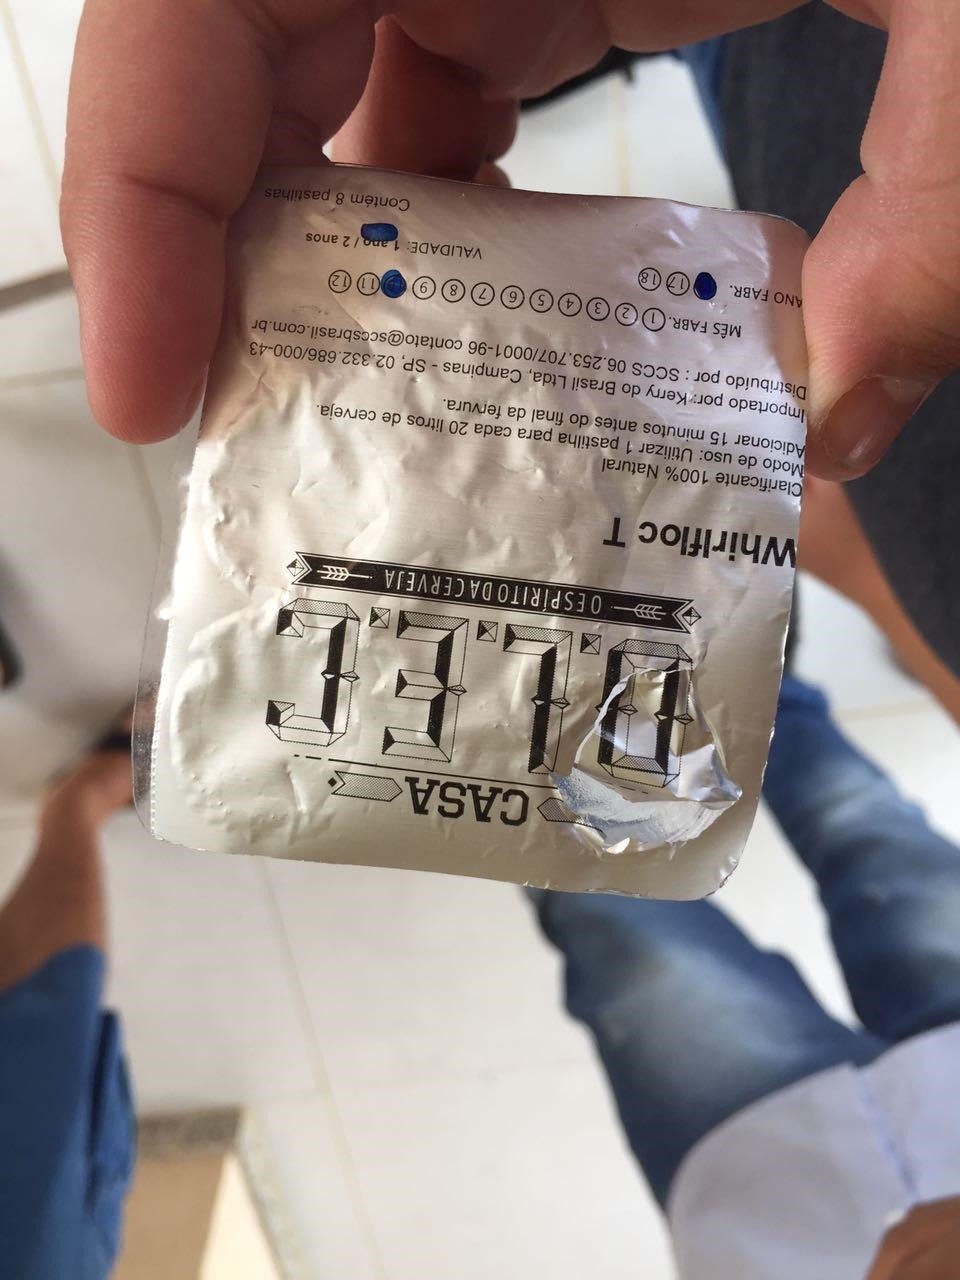 CASA
O.L.E.C
O ESPÍRITO DA CERVEJA
Whirlfloc T
Clarificante 100% Natural
Modo de uso: Utilizar 1 pastilha para cada 20 litros de cerveja.
Adicionar 15 minutos antes do final da fervura.
Importado por: Kerry do Brasil Ltda, Campinas - SP, 02.332.686/000-43
Distribuído por : SCCS 06.253.707/0001-96 contato@sccsbrasil.com.br
MÊS FABR. 1 2 3 4 5 6 7 8 9 11 12
ANO FABR. 17 18
VALIDADE: 1 ano / 2 anos
Contém 8 pastilhas